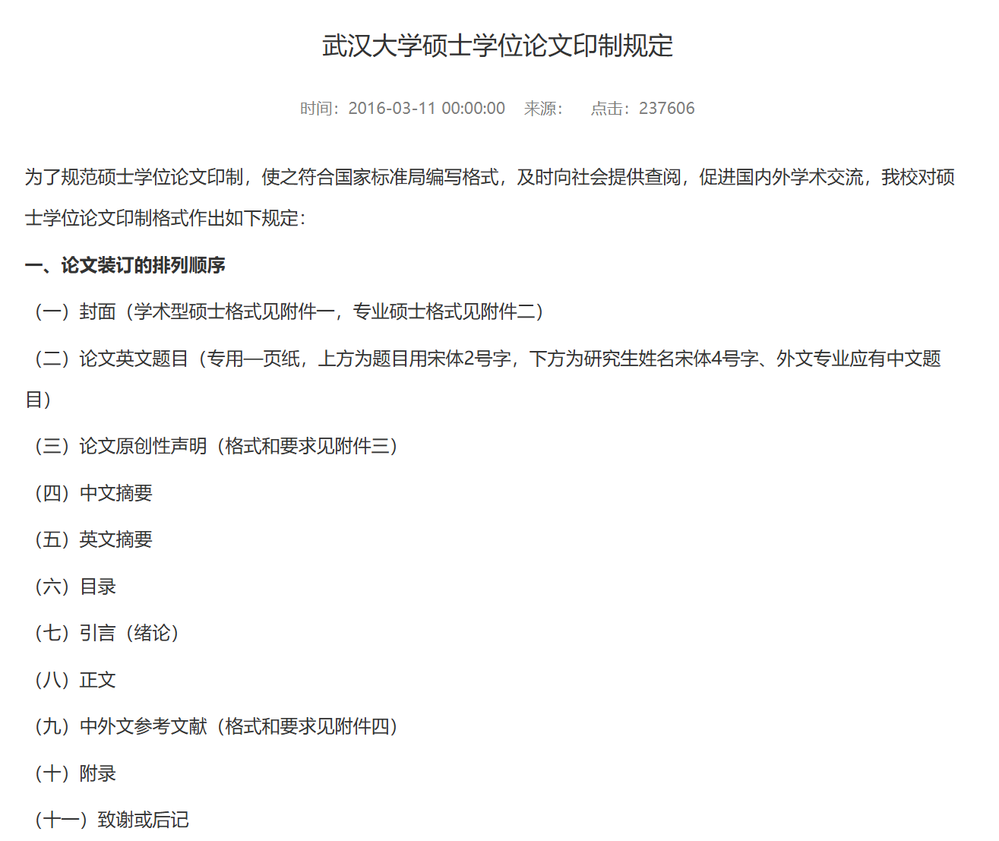 武汉大学硕士学位论文印制规定
时间：2016-03-11 00:00:00 来源： 点击：237606
为了规范硕士学位论文印制，使之符合国家标准局编写格式，及时向社会提供查阅，促进国内外学术交流，我校对硕
士学位论文印制格式作出如下规定：
一、论文装订的排列顺序
（一）封面（学术型硕士格式见附件一，专业硕士格式见附件二）
（二）论文英文题目（专用—页纸，上方为题目用宋体2号字，下方为研究生姓名宋体4号字、外文专业应有中文题
目）
（三）论文原创性声明（格式和要求见附件三）
（四）中文摘要
（五）英文摘要
（六）目录
（七）引言（绪论）
（八）正文
（九）中外文参考文献（格式和要求见附件四）
（十）附录
（十一）致谢或后记